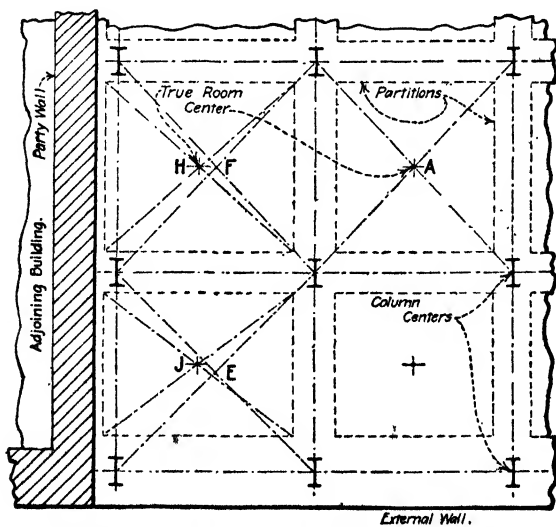 Party Wall
Adjoining Building.
True Room
Center
Partitions
H
F
A
Column
Centers
J
E
External Wall.